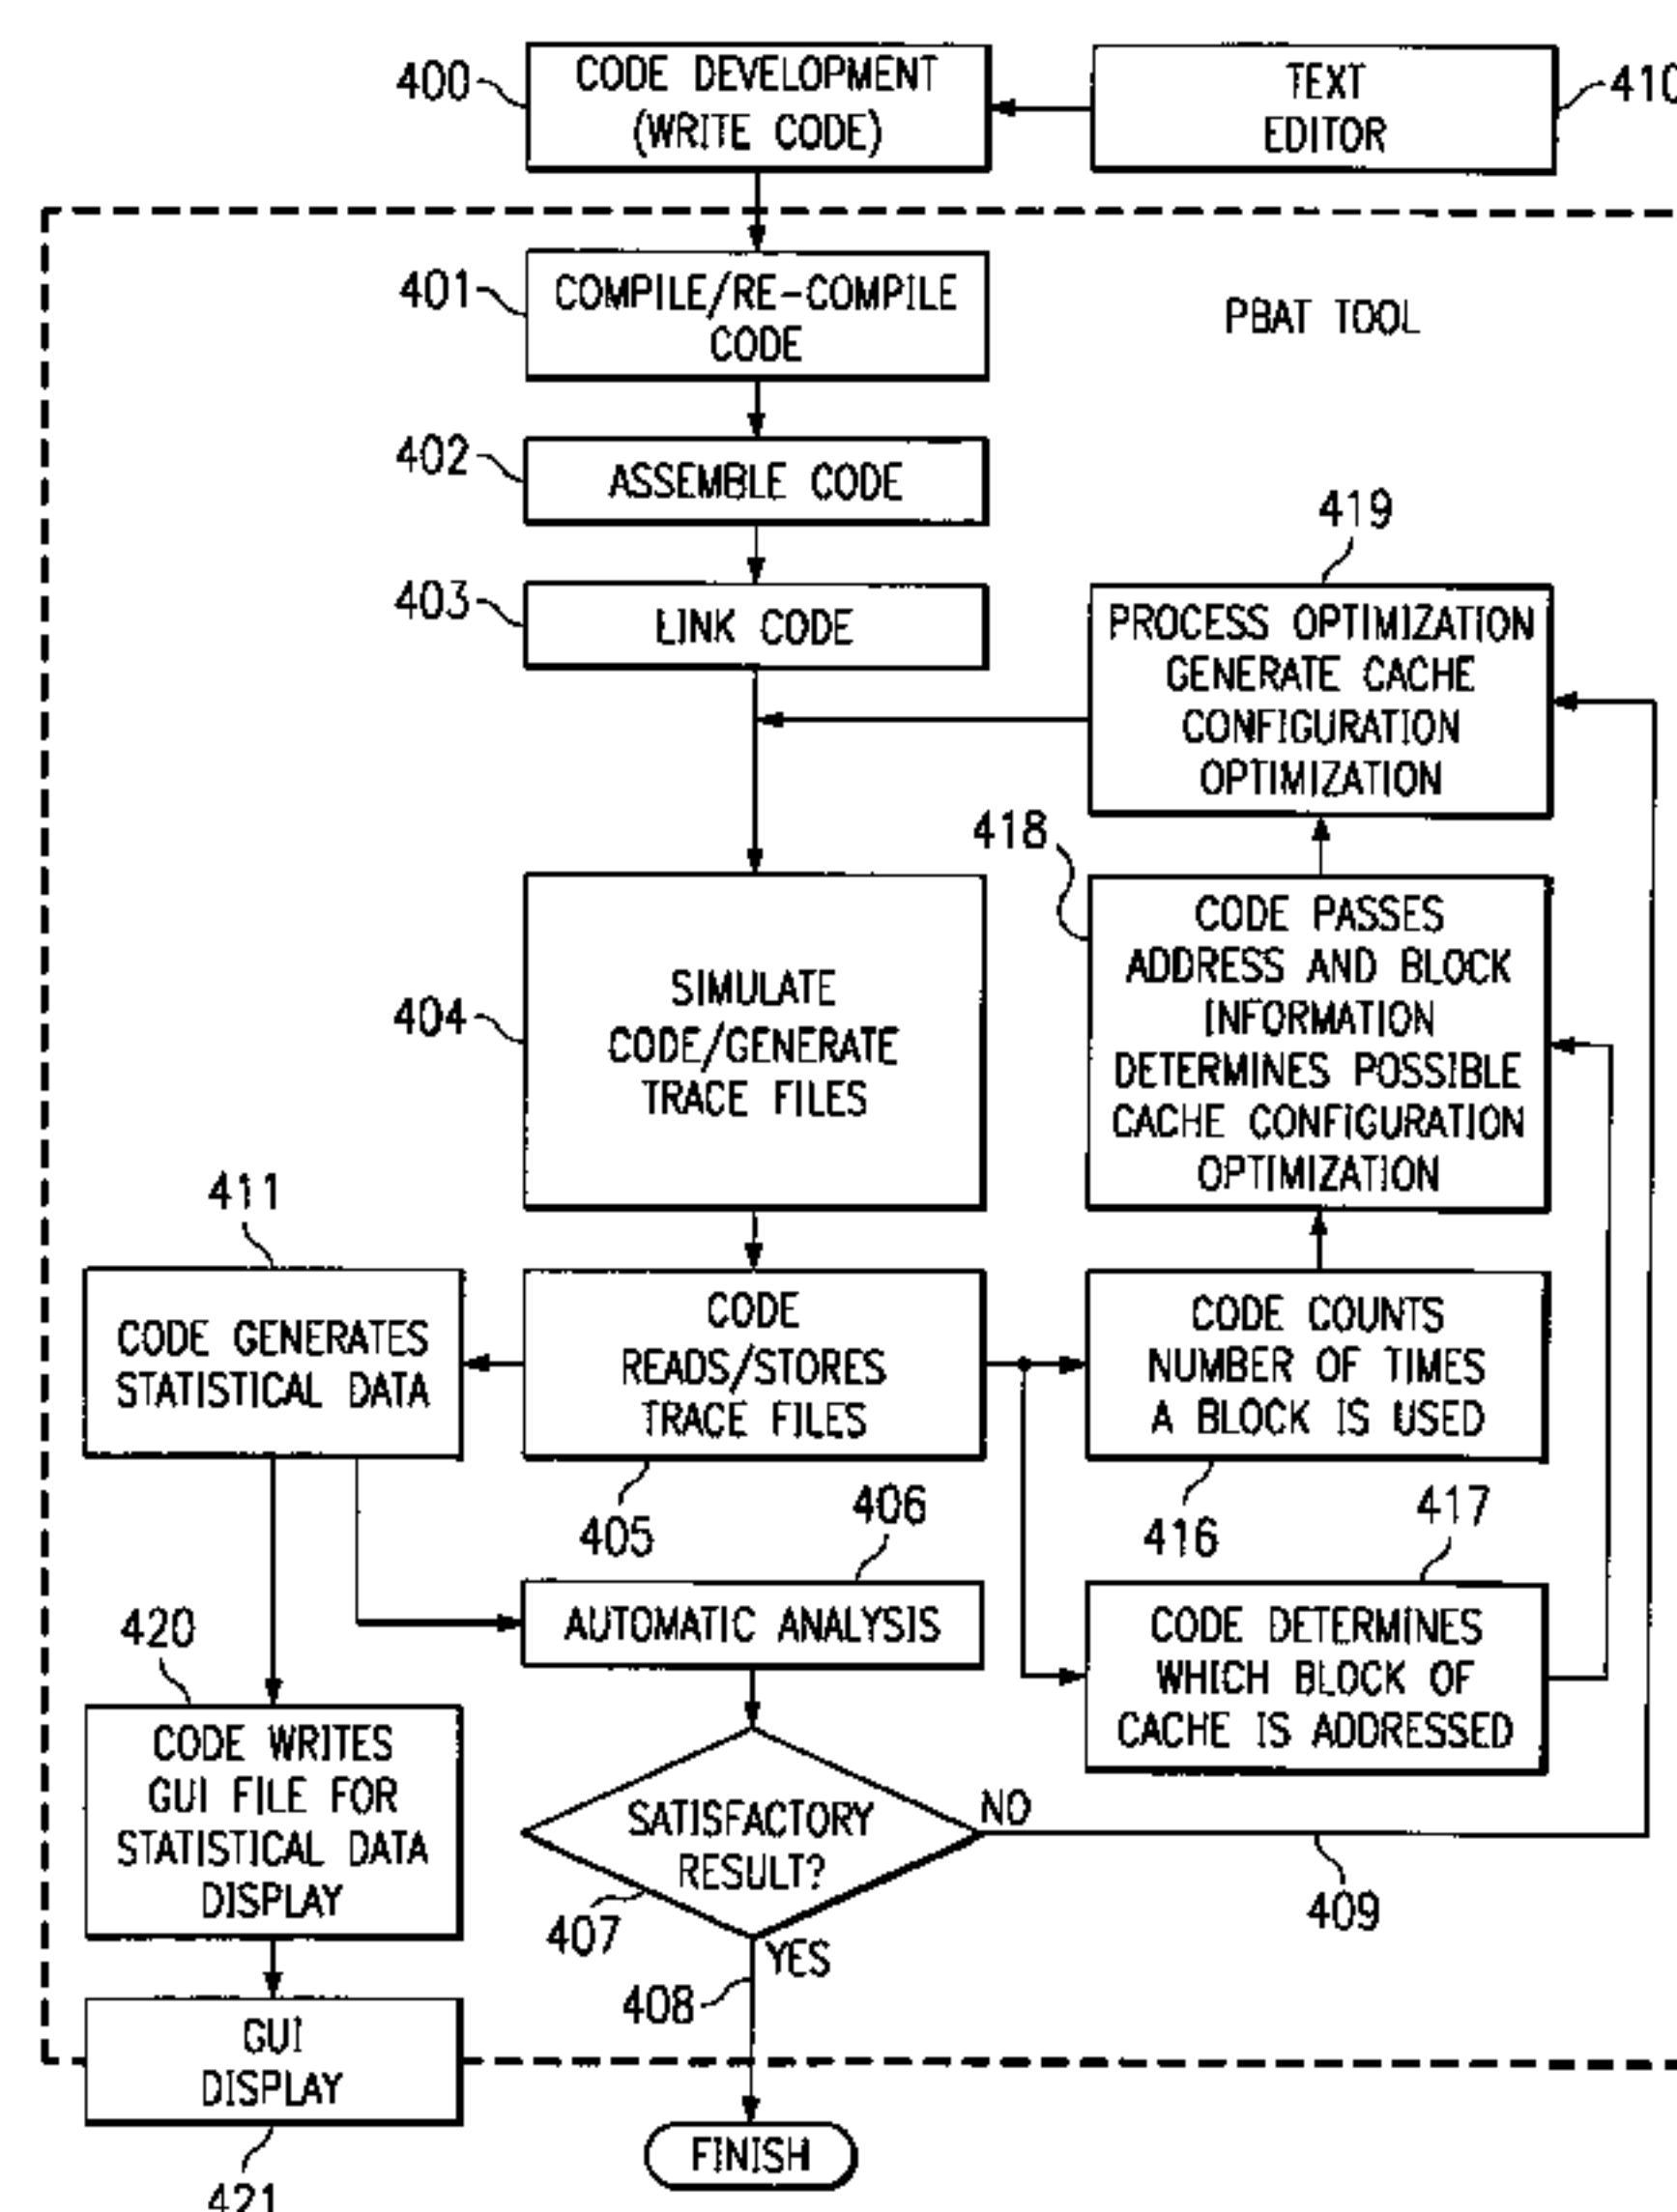 400
CODE DEVELOPMENT
(WRITE CODE)
TEXT
EDITOR
410
401
COMPILE/RE-COMPILE
CODE
PBAT TOOL
402
ASSEMBLE CODE
419
403
LINK CODE
PROCESS OPTIMIZATION
GENERATE CACHE
CONFIGURATION
OPTIMIZATION
418
404
SIMULATE
CODE/GENERATE
TRACE FILES
CODE PASSES
ADDRESS AND BLOCK
INFORMATION
DETERMINES POSSIBLE
CACHE CONFIGURATION
OPTIMIZATION
411
CODE GENERATES
STATISTICAL DATA
CODE
READS/STORES
TRACE FILES
CODE COUNTS
NUMBER OF TIMES
A BLOCK IS USED
405
406
416
417
AUTOMATIC ANALYSIS
CODE DETERMINES
WHICH BLOCK OF
CACHE IS ADDRESSED
420
CODE WRITES
GUI FILE FOR
STATISTICAL DATA
DISPLAY
SATISFACTORY
RESULT?
NO
407
409
YES
408
GUI
DISPLAY
421
FINISH